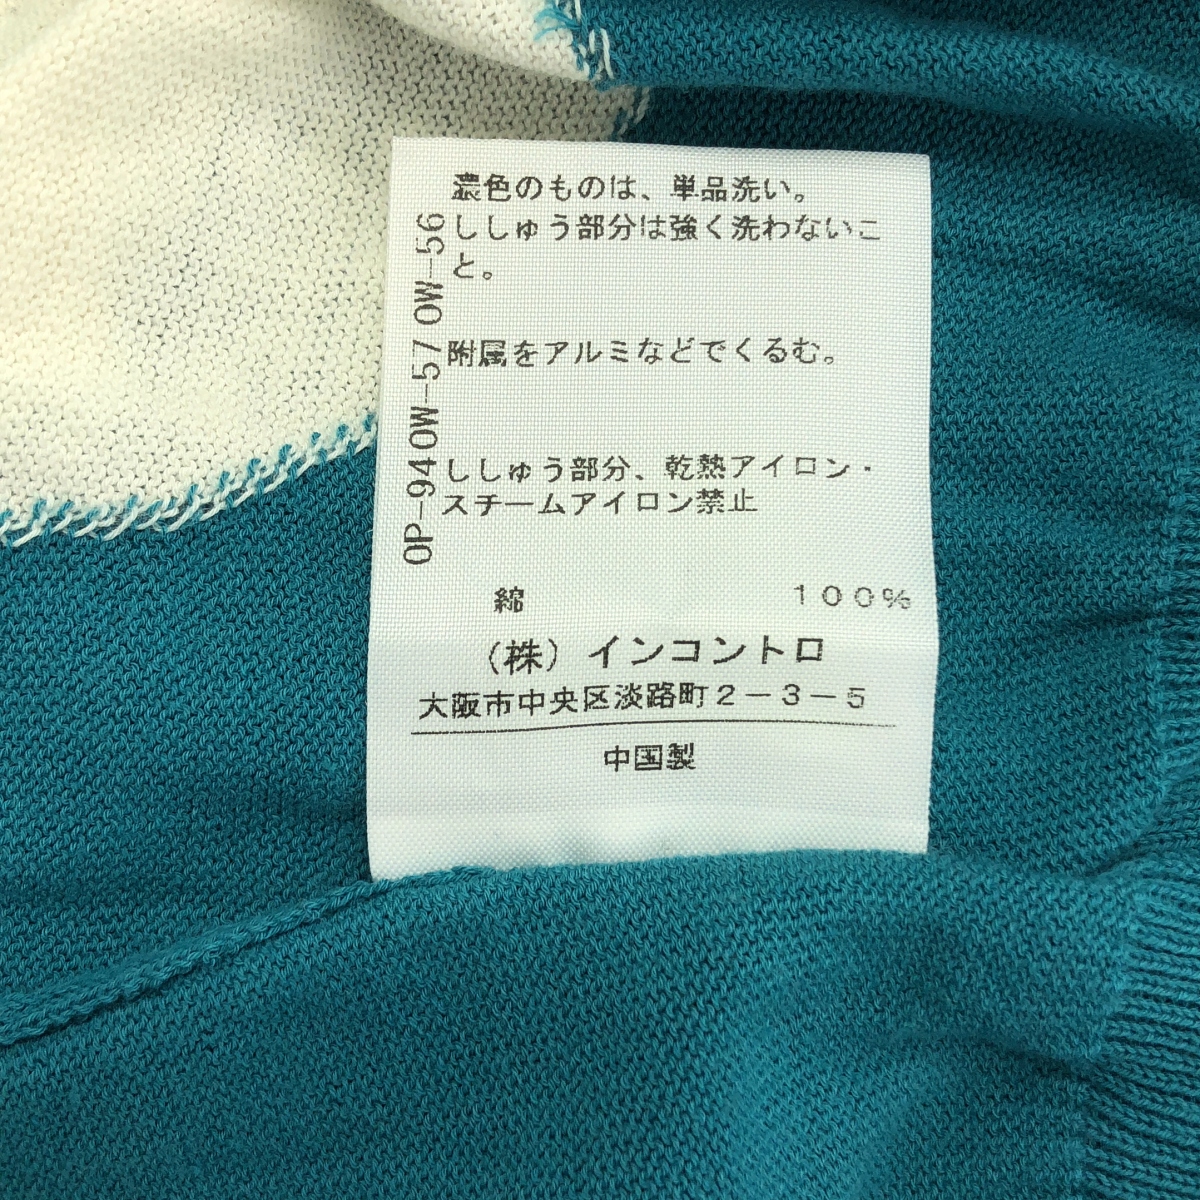 濃色のものは、単品洗い。
ししゅう部分は強く洗わないこ
と。
附属をアルミなどでくるむ。
ししゅう部分、乾熱アイロン・
スチームアイロン禁止
OP-940W-570W-56
綿 100%
(株)インコントロ
大阪市中央区淡路町2-3-5
中国製